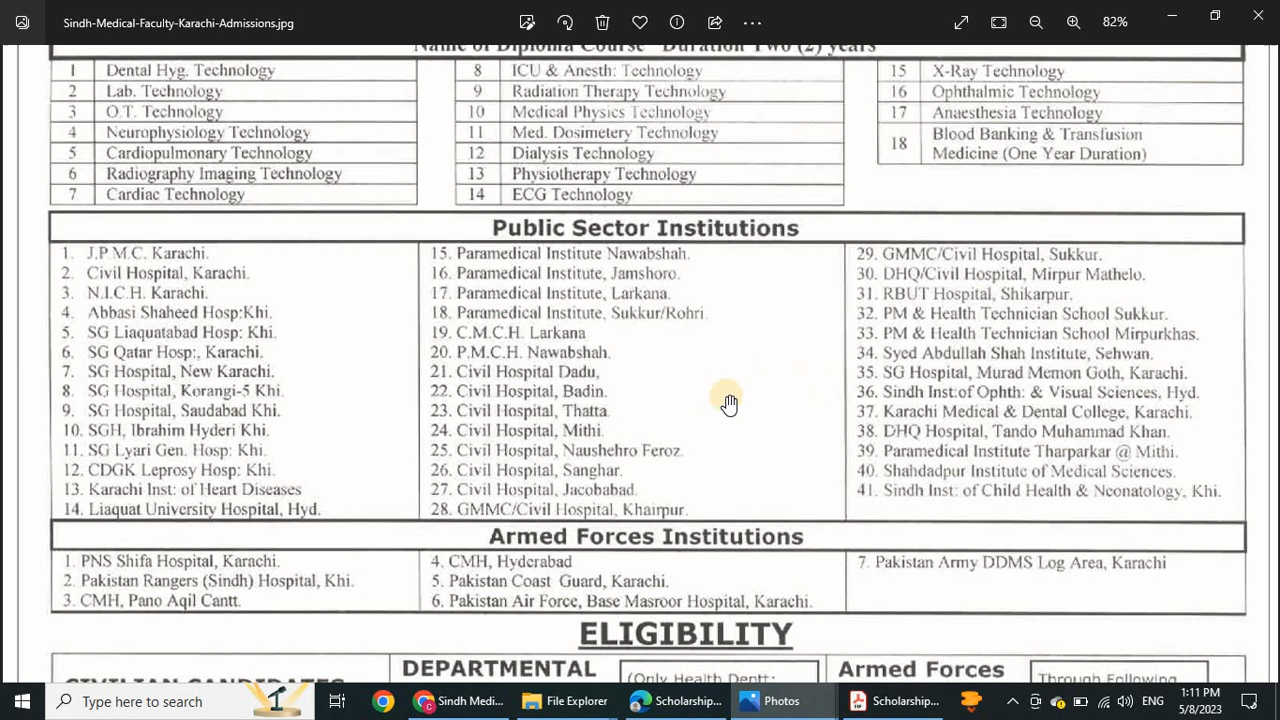 Sindh-Medical-Faculty-Karachi-Admissions.jpg
82%
Name of Diploma Course Duration Two (2) years
1 Dental Hyg. Technology
2 Lab. Technology
3 O.T. Technology
4 Neurophysiology Technology
5 Cardiopulmonary Technology
6 Radiography Imaging Technology
7 Cardiac Technology
8 ICU & Anesth: Technology
9 Radiation Therapy Technology
10 Medical Physics Technology
11 Med. Dosimetery Technology
12 Dialysis Technology
13 Physiotherapy Technology
14 ECG Technology
15 X-Ray Technology
16 Ophthalmic Technology
17 Anaesthesia Technology
18 Blood Banking & Transfusion
Medicine (One Year Duration)
Public Sector Institutions
1. J.P M.C. Karachi.
2. Civil Hospital, Karachi.
3. N.I.C.H. Karachi.
4. Abbasi Shaheed Hosp:Khi.
5. SG Liaquatabad Hosp: Khi.
6. SG Qatar Hosp:, Karachi.
7. SG Hospital, New Karachi.
8. SG Hospital, Korangi-5 Khi.
9. SG Hospital, Saudabad Khi.
10. SGH, Ibrahim Hyderi Khi.
11. SG Lyari Gen. Hosp: Khi.
12. CDGK Leprosy Hosp: Khi.
13. Karachi Inst: of Heart Diseases
14. Liaquat University Hospital, Hyd.
15. Paramedical Institute Nawabshah.
16. Paramedical Institute, Jamshoro.
17. Paramedical Institute, Larkana.
18. Paramedical Institute, Sukkur/Rohri.
19. C.M.C.H. Larkana
20. P.M.C.H. Nawabshah.
21. Civil Hospital Dadu,
22. Civil Hospital, Badin.
23. Civil Hospital, Thatta.
24. Civil Hospital, Mithi.
25. Civil Hospital, Naushehro Feroz.
26. Civil Hospital, Sanghar.
27. Civil Hospital, Jacobabad.
28. GMMC/Civil Hospital, Khairpur.
29. GMMC/Civil Hospital, Sukkur.
30. DHQ/Civil Hospital, Mirpur Mathelo.
31. RBUT Hospital, Shikarpur.
32. PM & Health Technician School Sukkur.
33. PM & Health Technician School Mirpurkhas.
34. Syed Abdullah Shah Institute, Sehwan.
35. SG Hospital, Murad Memon Goth, Karachi.
36. Sindh Inst:of Ophth: & Visual Sciences, Hyd.
37. Karachi Medical & Dental College, Karachi.
38. DHQ Hospital, Tando Muhammad Khan.
39. Paramedical Institute Tharparkar @ Mithi.
40. Shahdadpur Institute of Medical Sciences.
41. Sindh Inst: of Child Health & Neonatology, Khi.
Armed Forces Institutions
1. PNS Shifa Hospital, Karachi.
2. Pakistan Rangers (Sindh) Hospital, Khi.
3. CMH, Pano Aqil Cantt.
4. CMH, Hyderabad
5. Pakistan Coast Guard, Karachi.
6. Pakistan Air Force, Base Masroor Hospital, Karachi.
7. Pakistan Army DDMS Log Area, Karachi
ELIGIBILITY
CIVILIAN CANDIDATES
DEPARTMENTAL
(Only Health Deptt:
Armed Forces
Through Following
Type here to search
Sindh Medi...
File Explorer
Scholarship...
Photos
Scholarship...
ENG
1:11 PM
5/8/2023